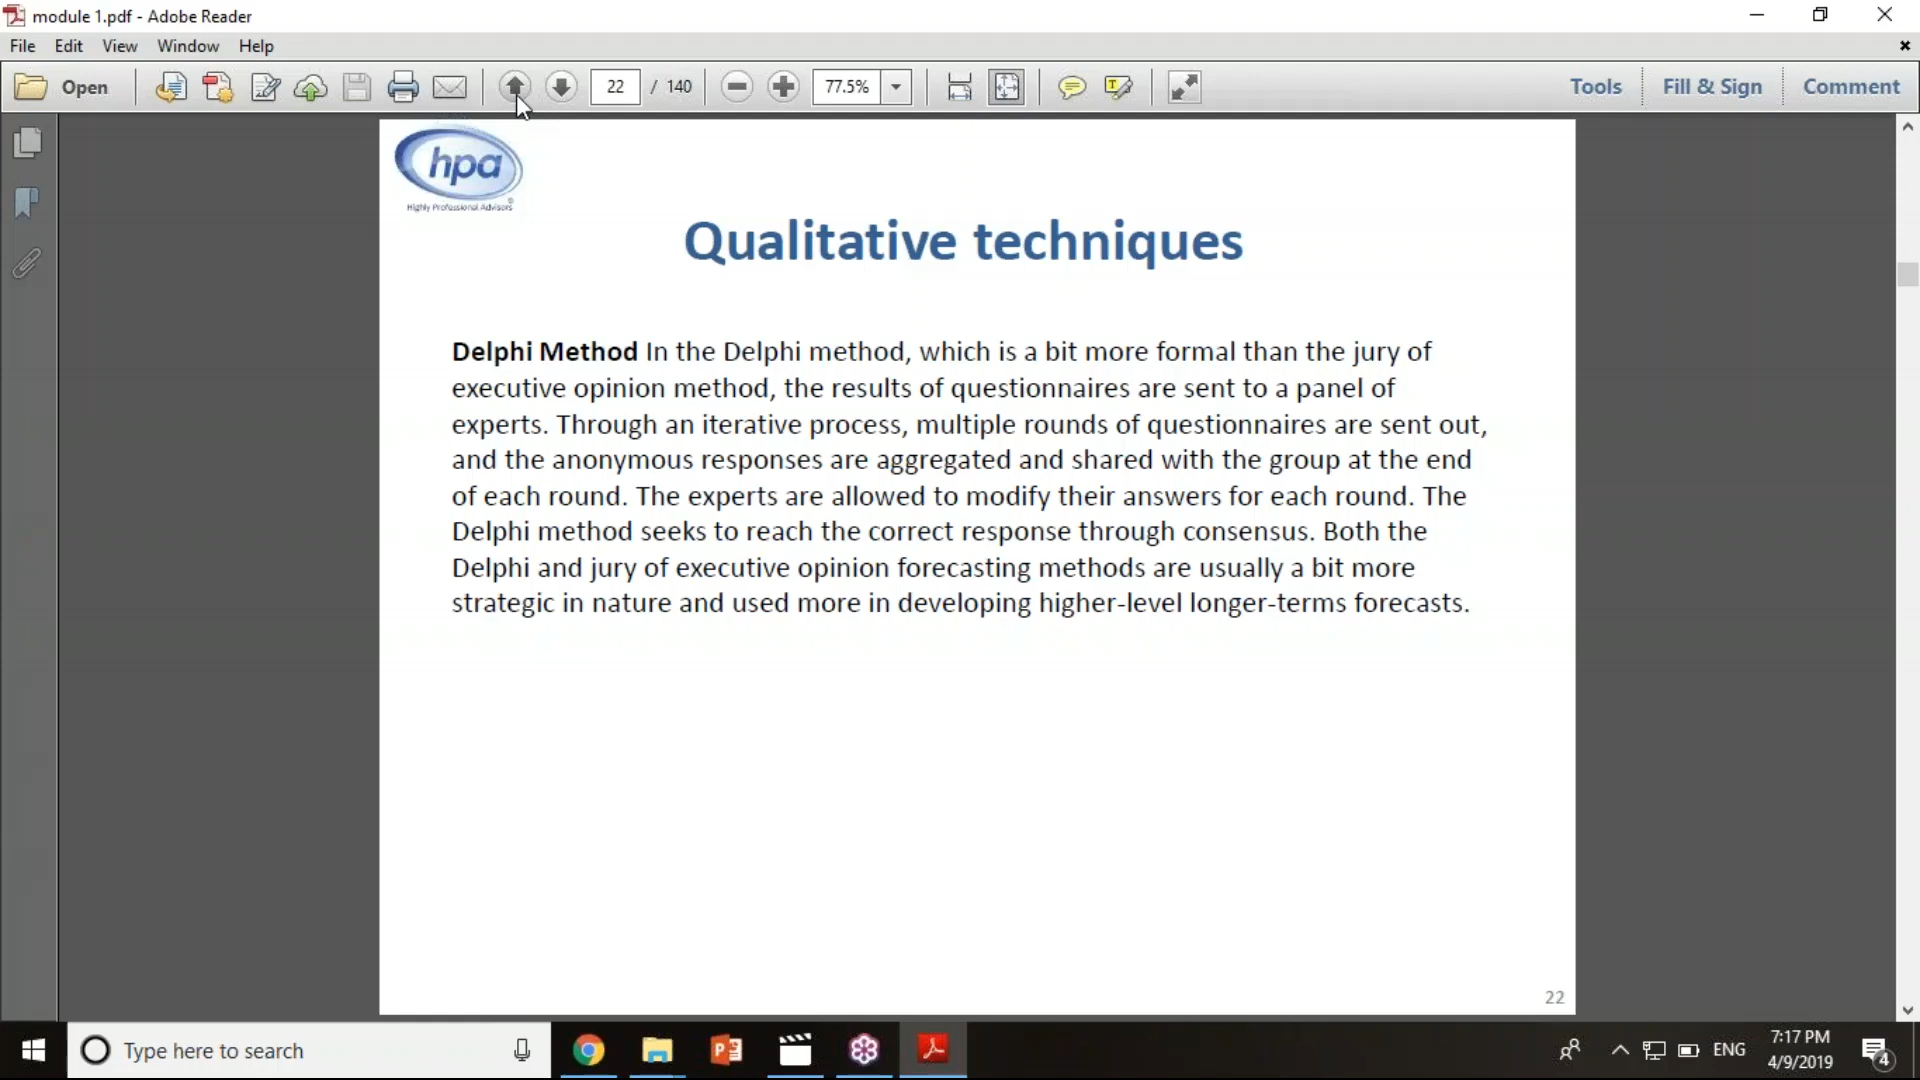 module 1.pdf - Adobe Reader
File Edit View Window Help
Open 22 / 140 77.5% Tools Fill & Sign Comment
hpa
Highly Professional Advisors
Qualitative techniques
Delphi Method In the Delphi method, which is a bit more formal than the jury of
executive opinion method, the results of questionnaires are sent to a panel of
experts. Through an iterative process, multiple rounds of questionnaires are sent out,
and the anonymous responses are aggregated and shared with the group at the end
of each round. The experts are allowed to modify their answers for each round. The
Delphi method seeks to reach the correct response through consensus. Both the
Delphi and jury of executive opinion forecasting methods are usually a bit more
strategic in nature and used more in developing higher-level longer-terms forecasts.
22
Type here to search
ENG
7:17 PM
4/9/2019
4